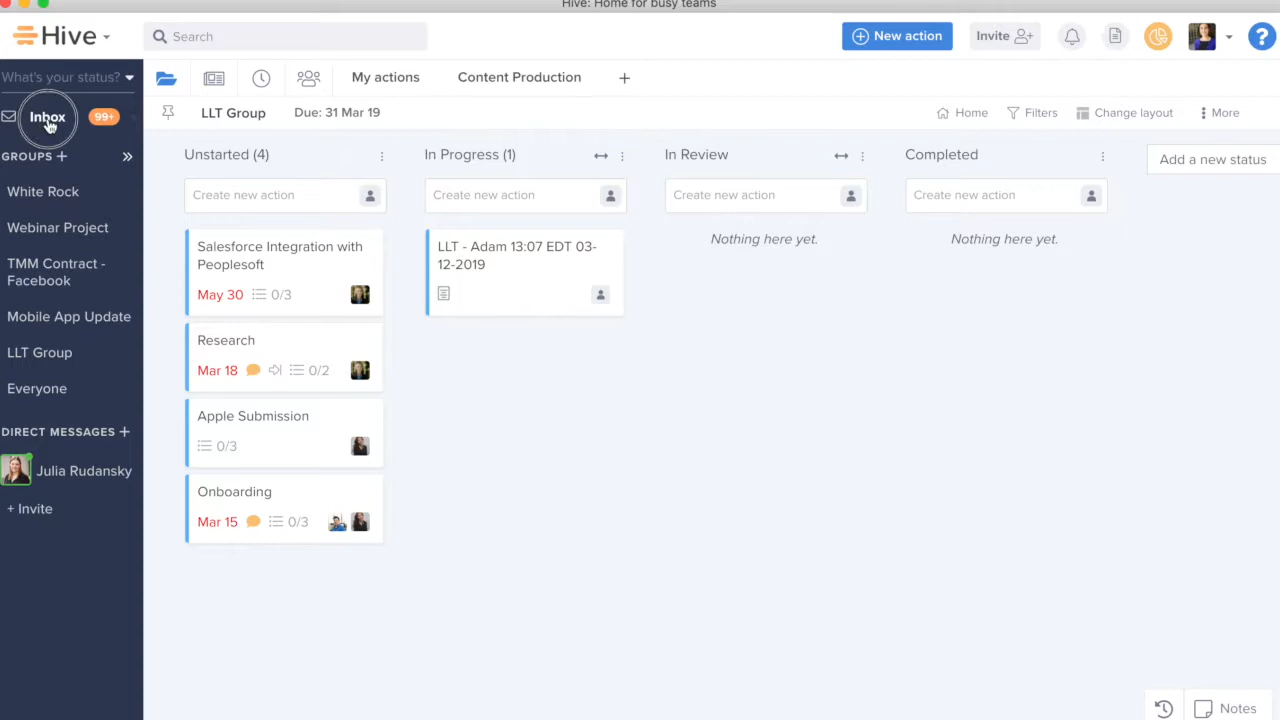 Hive: Home for busy teams
Hive
Search
New action
Invite
?
What's your status?
My actions
Content Production
+
Inbox
99+
LLT Group
Due: 31 Mar 19
Home
Filters
Change layout
More
GROUPS +
White Rock
Webinar Project
TMM Contract -
Facebook
Mobile App Update
LLT Group
Everyone
DIRECT MESSAGES +
Julia Rudansky
+ Invite
Unstarted (4)
Create new action
Salesforce Integration with
Peoplesoft
May 30
0/3
Research
Mar 18
0/2
Apple Submission
0/3
Onboarding
Mar 15
0/3
In Progress (1)
Create new action
LLT - Adam 13:07 EDT 03-
12-2019
In Review
Create new action
Nothing here yet.
Completed
Create new action
Nothing here yet.
Add a new status
Notes